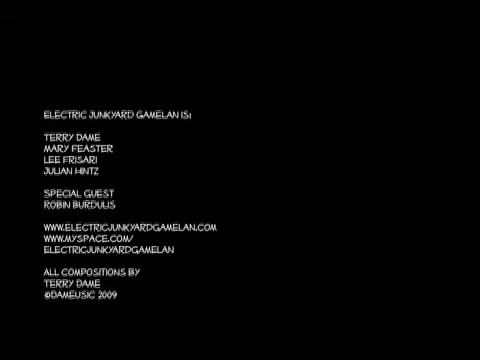 ELECTRIC JUNKYARD GAMELAN IS:
TERRY DAME
MARY FEASTER
LEE FRISARI
JULIAN HINTZ
SPECIAL GUEST
ROBIN BURDULIS
WWW.ELECTRICJUNKYARDGAMELAN.COM
WWW.MYSPACE.COM/
ELECTRICJUNKYARDGAMELAN
ALL COMPOSITIONS BY
TERRY DAME
©DAMEUSIC 2009